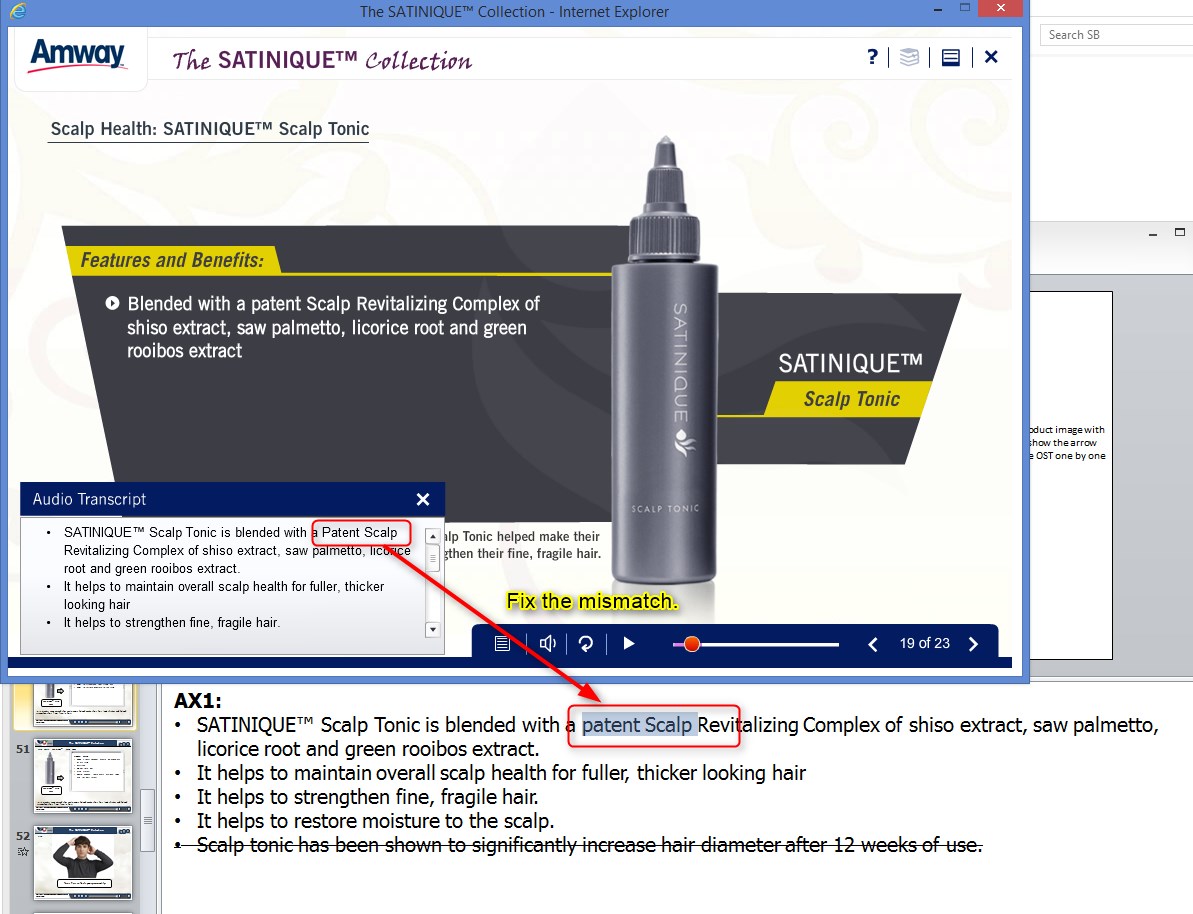 The SATINIQUE™ Collection - Internet Explorer
Search SB
Amway
The SATINIQUE™ Collection
?
Scalp Health: SATINIQUE™ Scalp Tonic
Features and Benefits:
Blended with a patent Scalp Revitalizing Complex of
shiso extract, saw palmetto, licorice root and green
rooibos extract
SATINIQUE
SCALP TONIC
SATINIQUE™
Scalp Tonic
oduct image with
show the arrow
e OST one by one
Audio Transcript
• SATINIQUE™ Scalp Tonic is blended with a Patent Scalp
Revitalizing Complex of shiso extract, saw palmetto, licorice
root and green rooibos extract.
• It helps to maintain overall scalp health for fuller, thicker
looking hair
• It helps to strengthen fine, fragile hair.
alp Tonic helped make their
gthen their fine, fragile hair.
Fix the mismatch.
19 of 23
AX1:
• SATINIQUE™ Scalp Tonic is blended with a patent Scalp Revitalizing Complex of shiso extract, saw palmetto,
licorice root and green rooibos extract.
• It helps to maintain overall scalp health for fuller, thicker looking hair
• It helps to strengthen fine, fragile hair.
• It helps to restore moisture to the scalp.
• Scalp tonic has been shown to significantly increase hair diameter after 12 weeks of use.
51
52